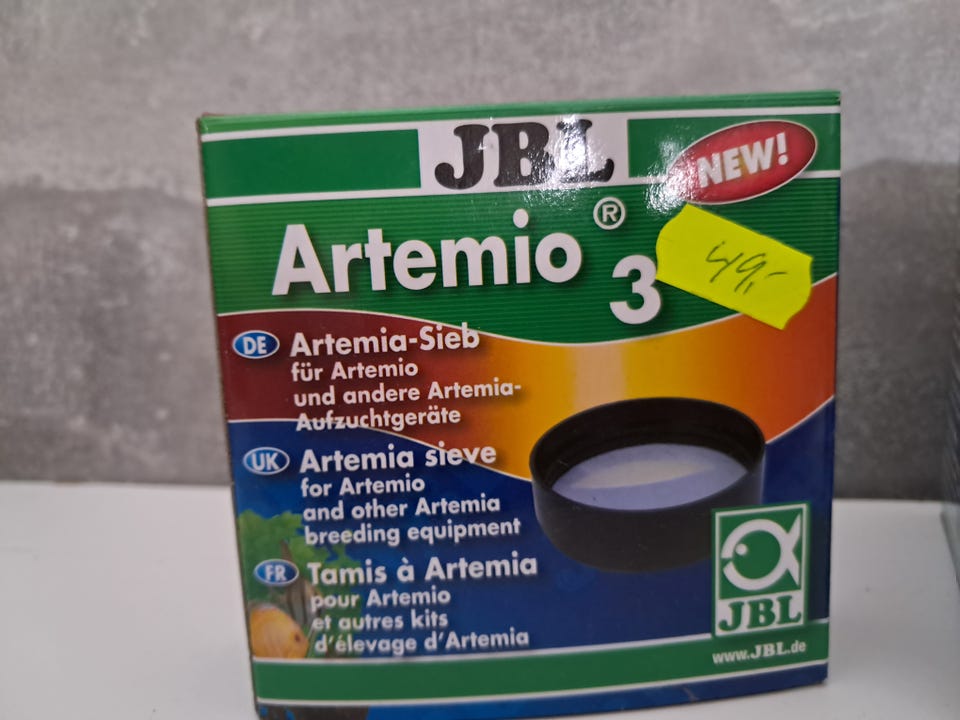 JBL
NEW!
Artemio®
3
49,-
DE Artemia-Sieb
für Artemio
und andere Artemia-
Aufzuchtgeräte
UK Artemia sieve
for Artemio
and other Artemia
breeding equipment
FR Tamis à Artemia
pour Artemio
et autres kits
d'élevage d'Artemia
JBL
www.JBL.de